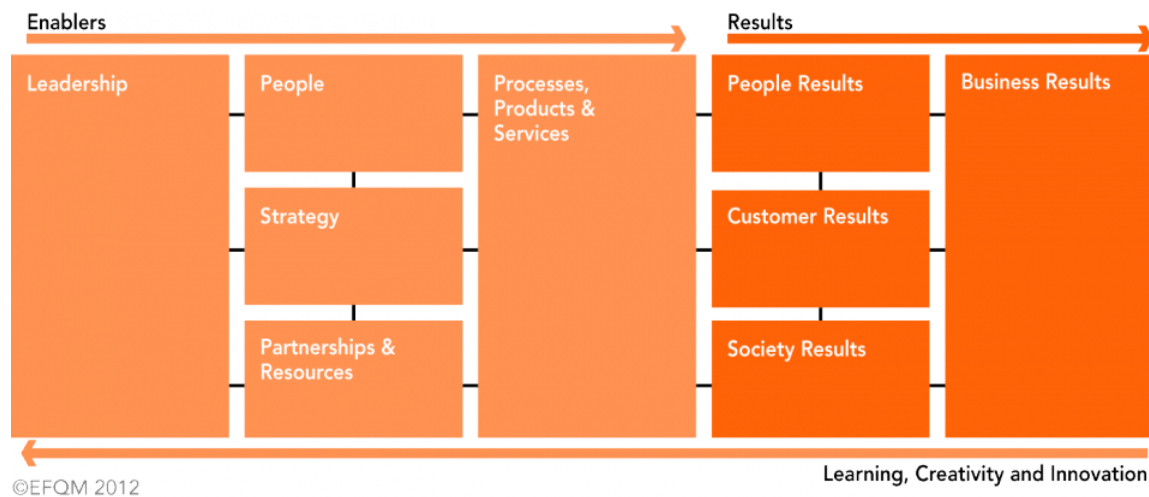 Enablers
Results
Leadership
People
Processes,
Products &
Services
People Results
Business Results
Strategy
Customer Results
Partnerships &
Resources
Society Results
Learning, Creativity and Innovation
©EFQM 2012